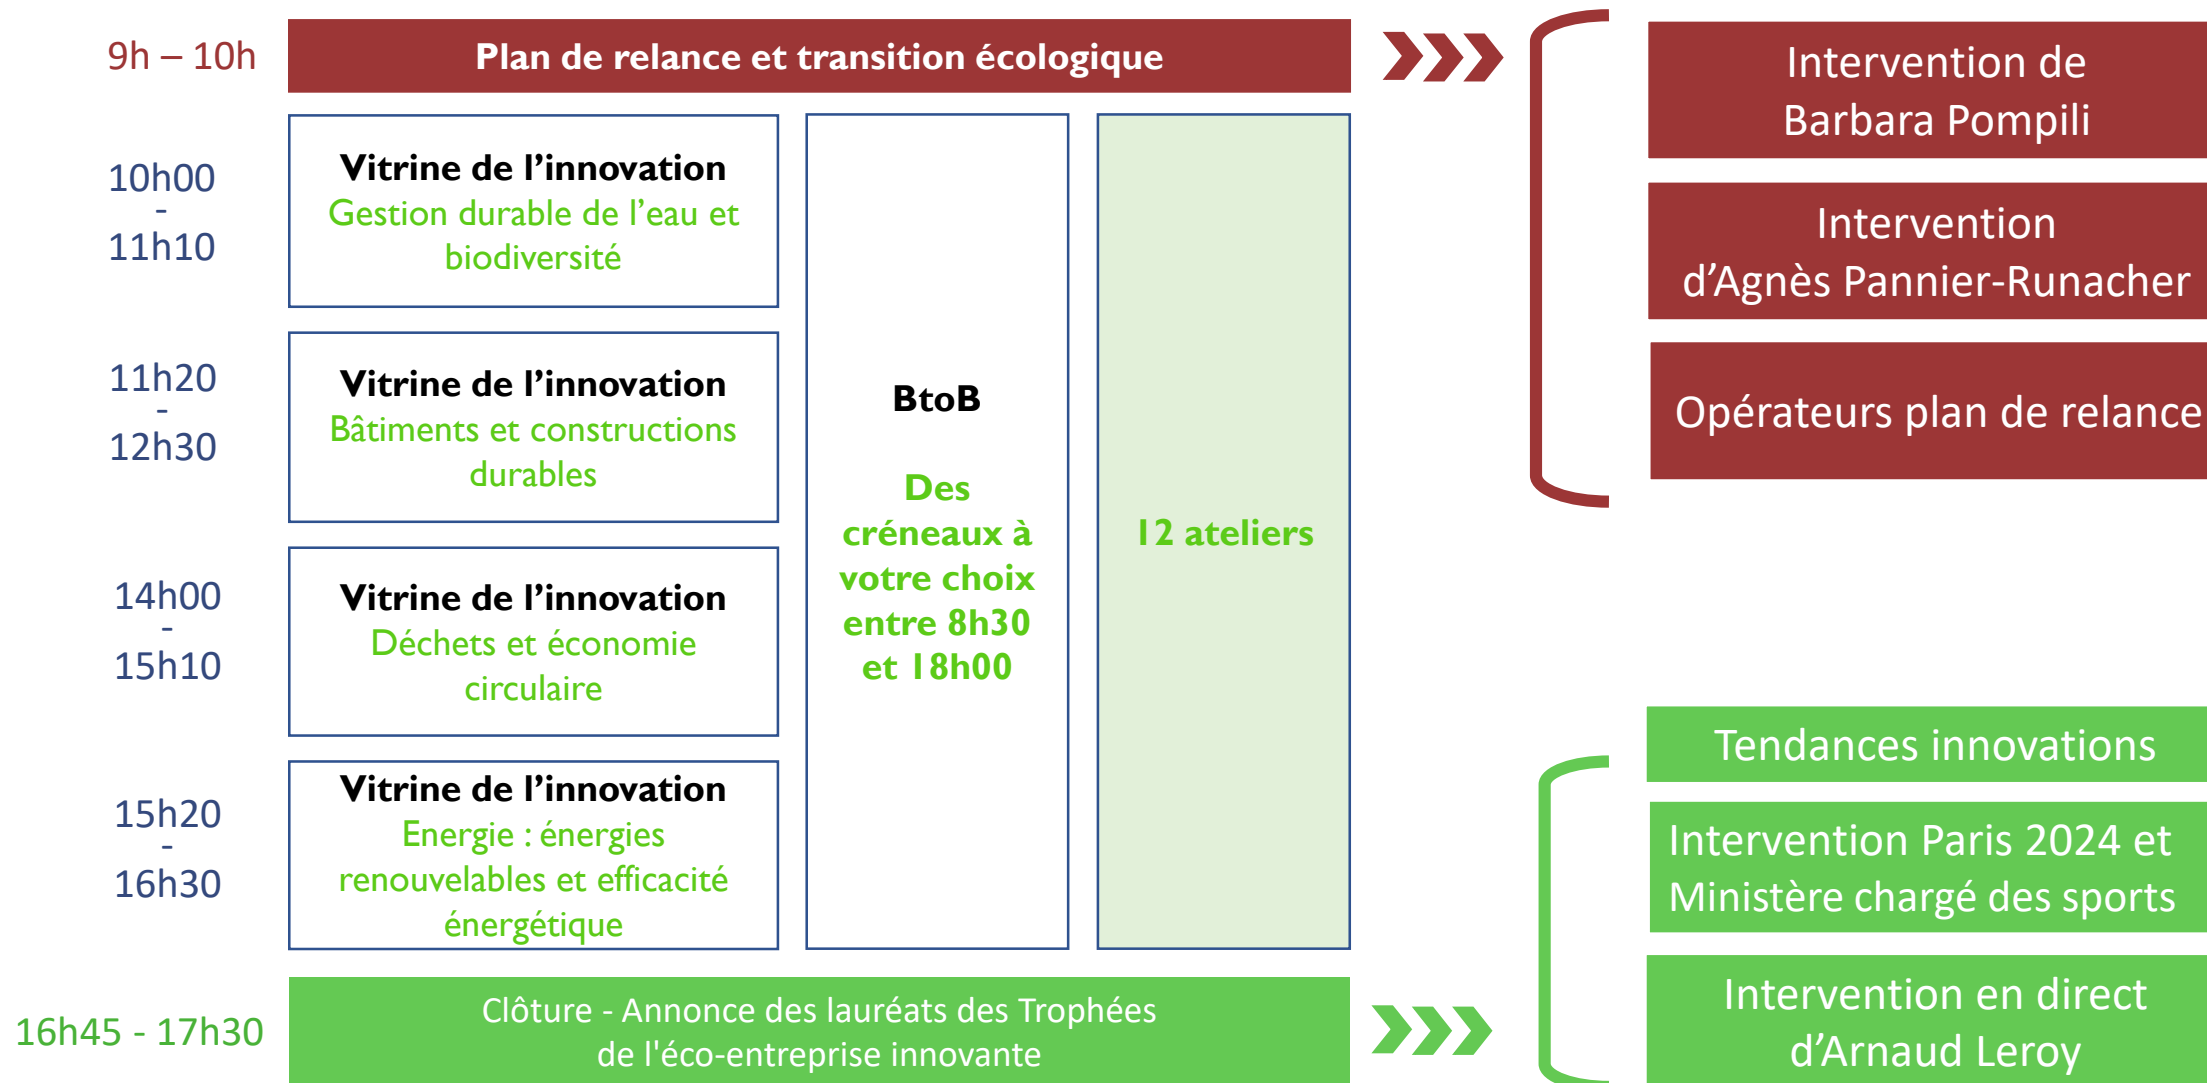 9h – 10h
Plan de relance et transition écologique
Intervention de
Barbara Pompili
Intervention
d’Agnès Pannier-Runacher
Opérateurs plan de relance
10h00
-
11h10
Vitrine de l’innovation
Gestion durable de l’eau et
biodiversité
11h20
-
12h30
Vitrine de l’innovation
Bâtiments et constructions
durables
14h00
-
15h10
Vitrine de l’innovation
Déchets et économie
circulaire
15h20
-
16h30
Vitrine de l’innovation
Energie : énergies
renouvelables et efficacité
énergétique
BtoB
Des
créneaux à
votre choix
entre 8h30
et 18h00
12 ateliers
16h45 - 17h30
Clôture - Annonce des lauréats des Trophées
de l'éco-entreprise innovante
Tendances innovations
Intervention Paris 2024 et
Ministère chargé des sports
Intervention en direct
d’Arnaud Leroy